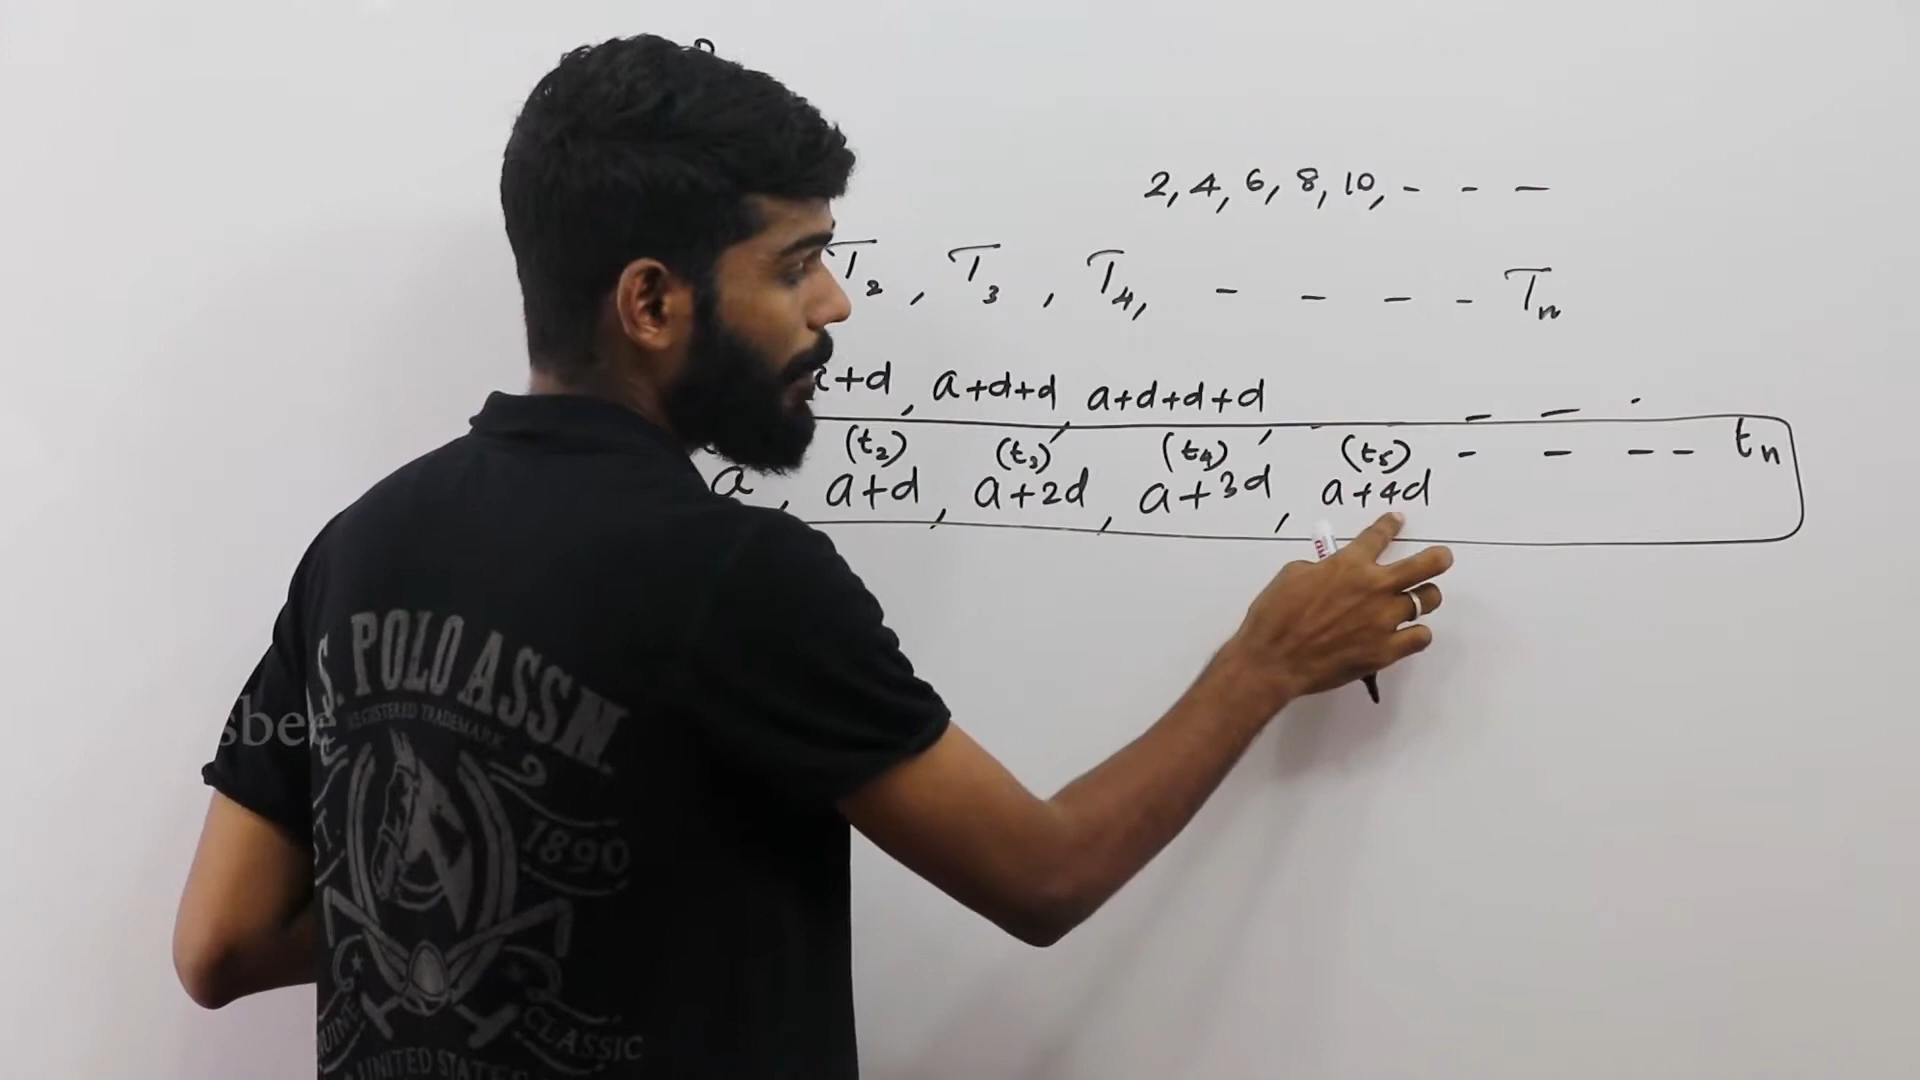 2, 4, 6, 8, 10, - - -
T2, T3, T4, - - - - Tn
a+d, a+d+d, a+d+d+d - - .
(t2) (t3) (t4) (t5) - - - - tn
a, a+d, a+2d, a+3d, a+4d
S. POLO ASSN.
REGISTERED TRADEMARK
sbee
1890
CLASSIC
UNITED STATES